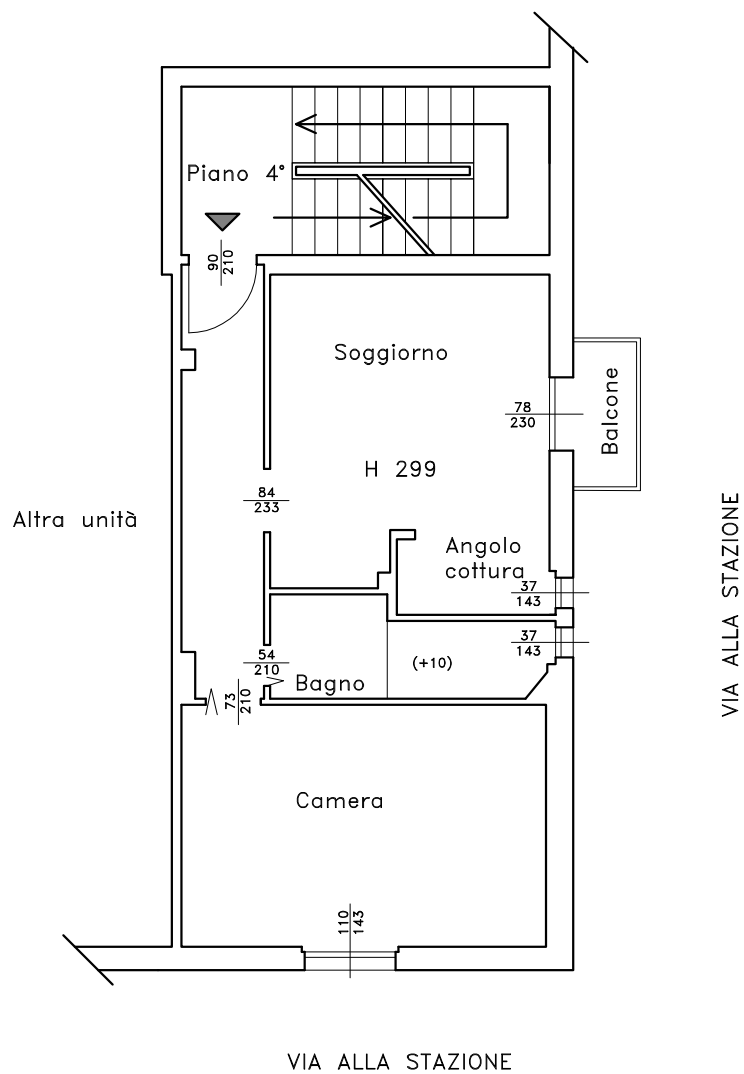 Piano 4°
90
210
Soggiorno
78
230
Balcone
H 299
84
233
Altra unità
Angolo
cottura
37
143
37
143
54
210
(+10)
Bagno
73
210
Camera
110
143
VIA ALLA STAZIONE
VIA ALLA STAZIONE